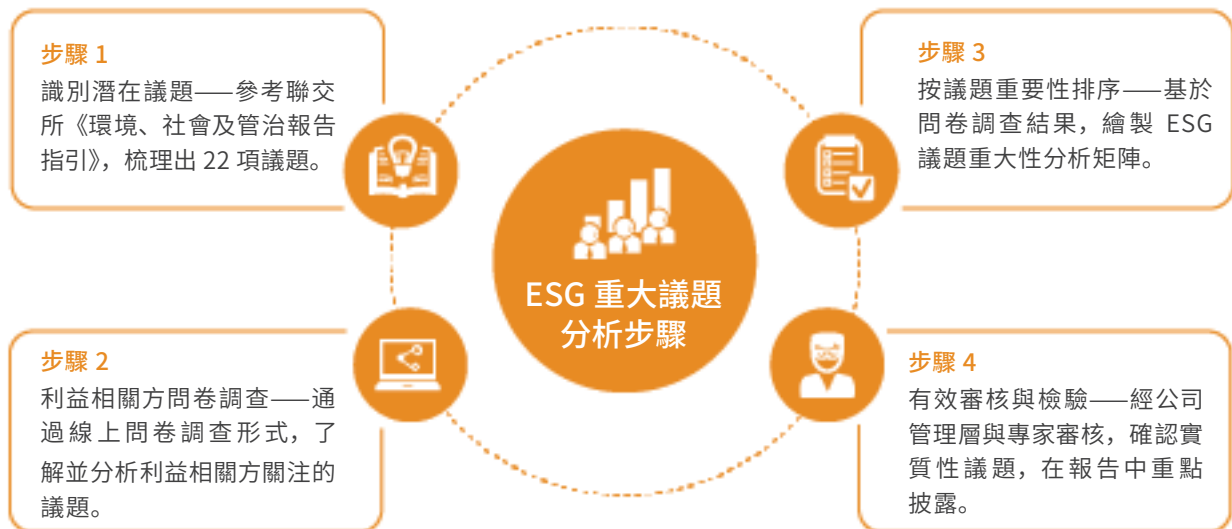 步驟 1
識別潛在議題——參考聯交
所《環境、社會及管治報告
指引》，梳理出 22 項議題。
步驟 2
利益相關方問卷調查——通
過線上問卷調查形式，了
解並分析利益相關方關注的
議題。
ESG 重大議題
分析步驟
步驟 3
按議題重要性排序——基於
問卷調查結果，繪製 ESG
議題重大性分析矩陣。
步驟 4
有效審核與檢驗——經公司
管理層與專家審核，確認實
質性議題，在報告中重點
披露。